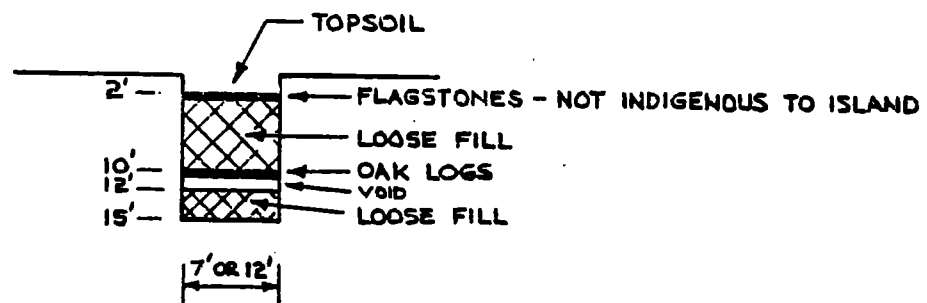 TOPSOIL
2'
FLAGSTONES - NOT INDIGENOUS TO ISLAND
LOOSE FILL
10'
OAK LOGS
12'
VOID
15'
LOOSE FILL
7' OR 12'